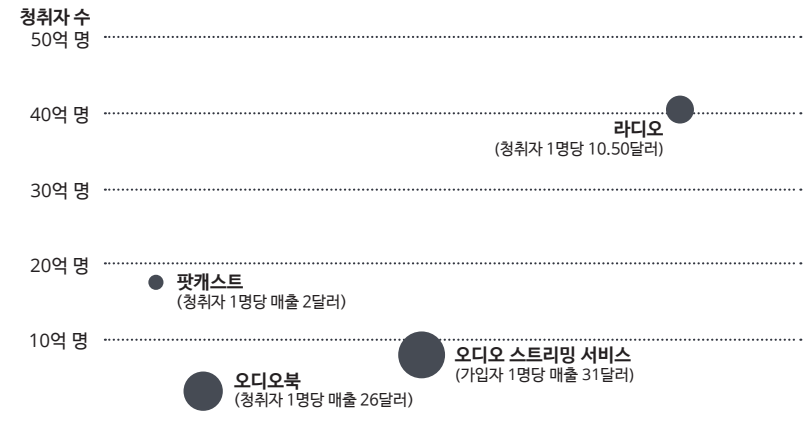 청취자 수
50억 명
40억 명
라디오
(청취자 1명당 10.50달러)
30억 명
20억 명
팟캐스트
(청취자 1명당 매출 2달러)
10억 명
오디오 스트리밍 서비스
(가입자 1명당 매출 31달러)
오디오북
(청취자 1명당 매출 26달러)